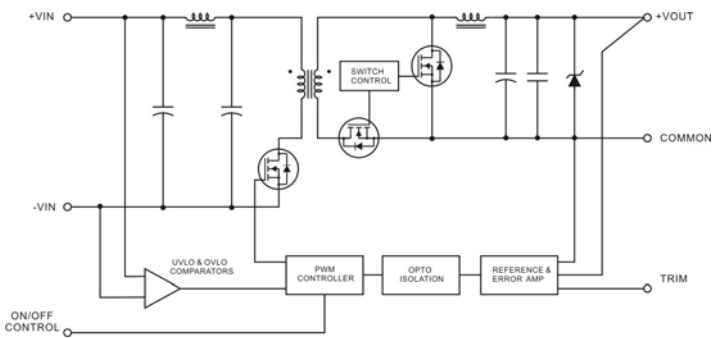 +VIN
+VOUT
SWITCH
CONTROL
COMMON
-VIN
UVLO & OVLO
COMPARATORS
PWM
CONTROLLER
OPTO
ISOLATION
REFERENCE &
ERROR AMP
TRIM
ON/OFF
CONTROL